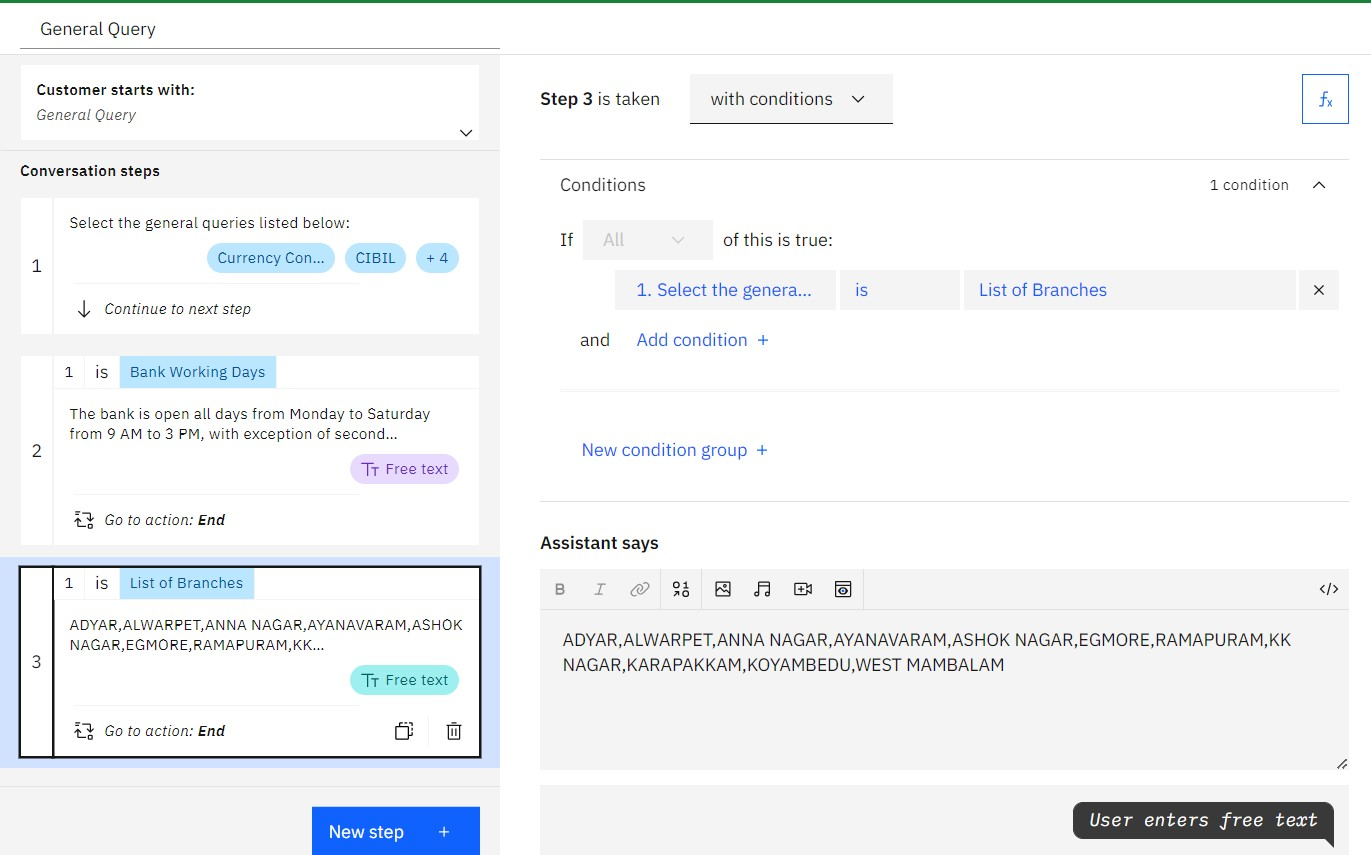 General Query
Customer starts with:
General Query
Conversation steps
1
Select the general queries listed below:
Currency Con... CIBIL + 4
Continue to next step
2
1 is Bank Working Days
The bank is open all days from Monday to Saturday
from 9 AM to 3 PM, with exception of second...
Free text
Go to action: End
3
1 is List of Branches
ADYAR,ALWARPET,ANNA NAGAR,AYANAVARAM,ASHOK
NAGAR,EGMORE,RAMAPURAM,KK...
Free text
Go to action: End
New step +
Step 3 is taken with conditions
fx
Conditions 1 condition
If All of this is true:
1. Select the genera... is List of Branches
and Add condition +
New condition group +
Assistant says
B I
ADYAR,ALWARPET,ANNA NAGAR,AYANAVARAM,ASHOK NAGAR,EGMORE,RAMAPURAM,KK
NAGAR,KARAPAKKAM,KOYAMBEDU,WEST MAMBALAM
User enters free text